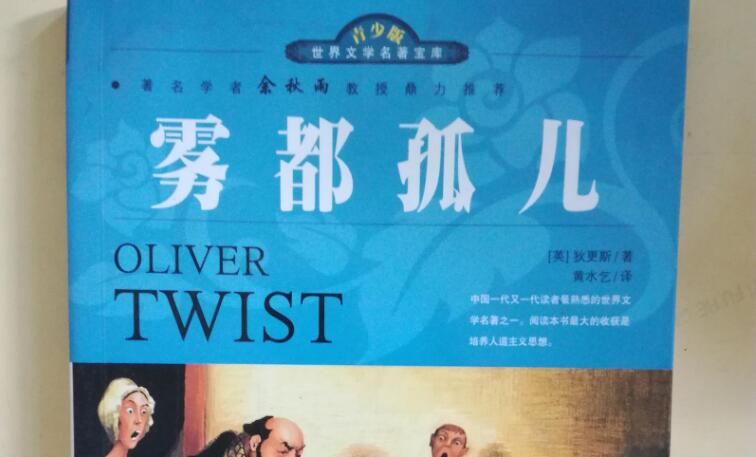 青少版
世界文学名著宝库
著名学者余秋雨教授鼎力推荐
雾都孤儿
OLIVER
TWIST
[英]狄更斯/著
黄水乞/译
中国一代又一代读者最熟悉的世界文
学名著之一，阅读本书最大的收获是
培养人道主义思想。